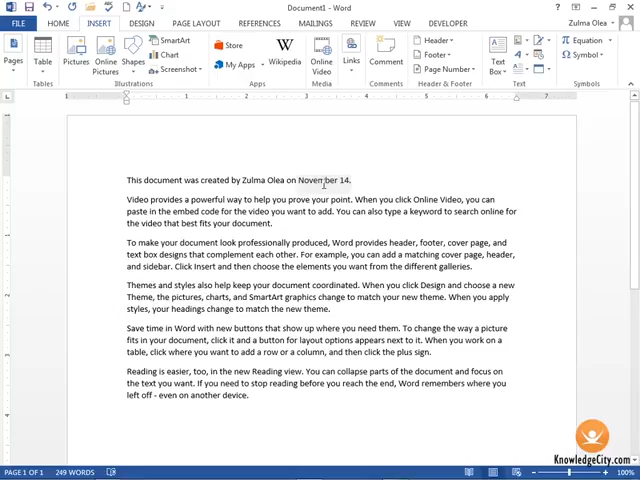 Document1 - Word
FILE HOME INSERT DESIGN PAGE LAYOUT REFERENCES MAILINGS REVIEW VIEW DEVELOPER Zulma Olea
Pages Table Pictures Online Pictures Shapes SmartArt Chart Screenshot Store My Apps Wikipedia Online Video Links Comment Header Footer Page Number Text Box Equation Symbol
Tables Illustrations Apps Media Comments Header & Footer Text Symbols
1 1 2 3 4 5 6 7
This document was created by Zulma Olea on November 14.
Video provides a powerful way to help you prove your point. When you click Online Video, you can
paste in the embed code for the video you want to add. You can also type a keyword to search online for
the video that best fits your document.
To make your document look professionally produced, Word provides header, footer, cover page, and
text box designs that complement each other. For example, you can add a matching cover page, header,
and sidebar. Click Insert and then choose the elements you want from the different galleries.
Themes and styles also help keep your document coordinated. When you click Design and choose a new
Theme, the pictures, charts, and SmartArt graphics change to match your new theme. When you apply
styles, your headings change to match the new theme.
Save time in Word with new buttons that show up where you need them. To change the way a picture
fits in your document, click it and a button for layout options appears next to it. When you work on a
table, click where you want to add a row or a column, and then click the plus sign.
Reading is easier, too, in the new Reading view. You can collapse parts of the document and focus on
the text you want. If you need to stop reading before you reach the end, Word remembers where you
left off - even on another device.
KnowledgeCity.com
PAGE 1 OF 1 249 WORDS 100%